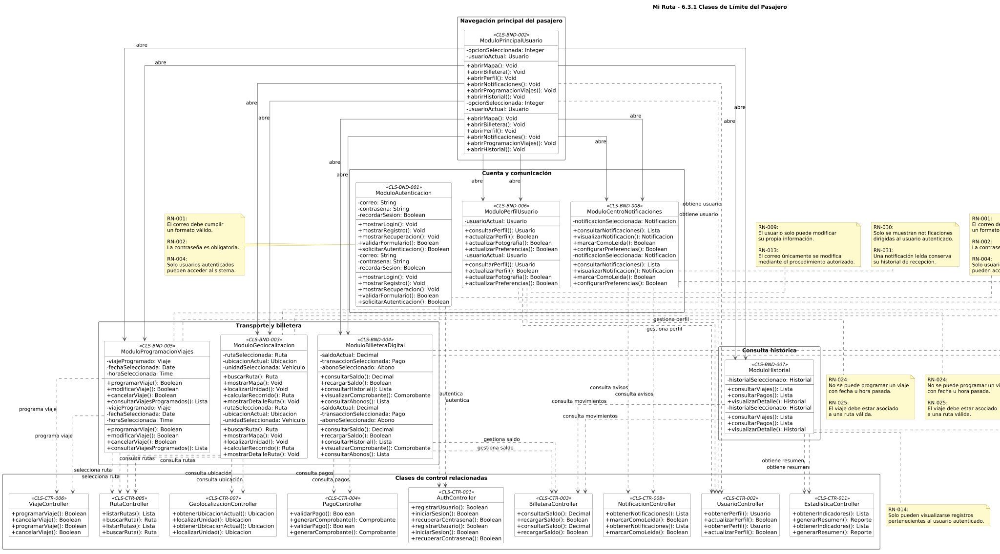 Mi Ruta - 6.3.1 Clases de Límite del Pasajero
Navegación principal del pasajero
«CLS-BND-002»
ModuloPrincipalUsuario
-opcionSeleccionada: Integer
-usuarioActual: Usuario
+abrirMapa(): Void
+abrirBilletera(): Void
+abrirPerfil(): Void
+abrirNotificaciones(): Void
+abrirProgramacionViajes(): Void
+abrirHistorial(): Void
-opcionSeleccionada: Integer
-usuarioActual: Usuario
+abrirMapa(): Void
+abrirBilletera(): Void
+abrirPerfil(): Void
+abrirNotificaciones(): Void
+abrirProgramacionViajes(): Void
+abrirHistorial(): Void
abre
abre
abre
abre
abre
abre
abre
abre
abre
abre
abre
abre
obtiene usuario
obtiene usuario
Cuenta y comunicación
«CLS-BND-001»
ModuloAutenticacion
-correo: String
-contrasena: String
-recordarSesion: Boolean
+mostrarLogin(): Void
+mostrarRegistro(): Void
+mostrarRecuperacion(): Void
+validarFormulario(): Boolean
+solicitarAutenticacion(): Boolean
-correo: String
-contrasena: String
-recordarSesion: Boolean
+mostrarLogin(): Void
+mostrarRegistro(): Void
+mostrarRecuperacion(): Void
+validarFormulario(): Boolean
+solicitarAutenticacion(): Boolean
«CLS-BND-006»
ModuloPerfilUsuario
-usuarioActual: Usuario
+consultarPerfil(): Usuario
+actualizarPerfil(): Boolean
+actualizarFotografia(): Boolean
+actualizarPreferencias(): Boolean
-usuarioActual: Usuario
+consultarPerfil(): Usuario
+actualizarPerfil(): Boolean
+actualizarFotografia(): Boolean
+actualizarPreferencias(): Boolean
«CLS-BND-008»
ModuloCentroNotificaciones
-notificacionSeleccionada: Notificacion
+consultarNotificaciones(): Lista
+visualizarNotificacion(): Notificacion
+marcarComoLeida(): Boolean
+configurarPreferencias(): Boolean
-notificacionSeleccionada: Notificacion
+consultarNotificaciones(): Lista
+visualizarNotificacion(): Notificacion
+marcarComoLeida(): Boolean
+configurarPreferencias(): Boolean
RN-001:
El correo debe cumplir
un formato válido.
RN-002:
La contraseña es obligatoria.
RN-004:
Solo usuarios autenticados
pueden acceder al sistema.
RN-009:
El usuario solo puede modificar
su propia información.
RN-013:
El correo únicamente se modifica
mediante el procedimiento autorizado.
RN-030:
Solo se muestran notificaciones
dirigidas al usuario autenticado.
RN-031:
Una notificación leída conserva
su historial de recepción.
RN-001:
El correo de
un formato
RN-002:
La contrase
RN-004:
Solo usuari
pueden acc
gestiona perfil
gestiona perfil
Transporte y billetera
«CLS-BND-005»
ModuloProgramacionViajes
-viajeProgramado: Viaje
-fechaSeleccionada: Date
-horaSeleccionada: Time
+programarViaje(): Boolean
+modificarViaje(): Boolean
+cancelarViaje(): Boolean
+consultarViajesProgramados(): Lista
-viajeProgramado: Viaje
-fechaSeleccionada: Date
-horaSeleccionada: Time
+programarViaje(): Boolean
+modificarViaje(): Boolean
+cancelarViaje(): Boolean
+consultarViajesProgramados(): Lista
«CLS-BND-003»
ModuloGeolocalizacion
-rutaSeleccionada: Ruta
-ubicacionActual: Ubicacion
-unidadSeleccionada: Vehiculo
+buscarRuta(): Ruta
+mostrarMapa(): Void
+localizarUnidad(): Void
+calcularRecorrido(): Ruta
+mostrarDetalleRuta(): Void
-rutaSeleccionada: Ruta
-ubicacionActual: Ubicacion
-unidadSeleccionada: Vehiculo
+buscarRuta(): Ruta
+mostrarMapa(): Void
+localizarUnidad(): Void
+calcularRecorrido(): Ruta
+mostrarDetalleRuta(): Void
«CLS-BND-004»
ModuloBilleteraDigital
-saldoActual: Decimal
-transaccionSeleccionada: Pago
-abonoSeleccionado: Abono
+consultarSaldo(): Decimal
+recargarSaldo(): Boolean
+consultarHistorial(): Lista
+visualizarComprobante(): Comprobante
+consultarAbonos(): Lista
-saldoActual: Decimal
-transaccionSeleccionada: Pago
-abonoSeleccionado: Abono
+consultarSaldo(): Decimal
+recargarSaldo(): Boolean
+consultarHistorial(): Lista
+visualizarComprobante(): Comprobante
+consultarAbonos(): Lista
Consulta histórica
«CLS-BND-007»
ModuloHistorial
-historialSeleccionado: Historial
+consultarViajes(): Lista
+consultarPagos(): Lista
+visualizarDetalle(): Historial
-historialSeleccionado: Historial
+consultarViajes(): Lista
+consultarPagos(): Lista
+visualizarDetalle(): Historial
RN-024:
No se puede programar un viaje
con fecha u hora pasada.
RN-025:
El viaje debe estar asociado
a una ruta válida.
RN-024:
No se puede programar un vi
con fecha u hora pasada.
RN-025:
El viaje debe estar asociado
a una ruta válida.
programa viaje
programa viaje
autentica
autentica
consulta avisos
consulta avisos
consulta movimientos
consulta movimientos
gestiona saldo
gestiona saldo
consulta rutas
consulta rutas
selecciona ruta
selecciona ruta
consulta ubicación
consulta ubicación
consulta pagos
consulta pagos
obtiene resumen
obtiene resumen
Clases de control relacionadas
«CLS-CTR-006»
ViajeController
+programarViaje(): Boolean
+cancelarViaje(): Boolean
+programarViaje(): Boolean
+cancelarViaje(): Boolean
«CLS-CTR-005»
RutaController
+listarRutas(): Lista
+buscarRuta(): Ruta
+listarRutas(): Lista
+buscarRuta(): Ruta
«CLS-CTR-007»
GeolocalizacionController
+obtenerUbicacionActual(): Ubicacion
+localizarUnidad(): Ubicacion
+obtenerUbicacionActual(): Ubicacion
+localizarUnidad(): Ubicacion
«CLS-CTR-004»
PagoController
+validarPago(): Boolean
+generarComprobante(): Comprobante
+validarPago(): Boolean
+generarComprobante(): Comprobante
«CLS-CTR-001»
AuthController
+registrarUsuario(): Boolean
+iniciarSesion(): Boolean
+recuperarContrasena(): Boolean
+registrarUsuario(): Boolean
+iniciarSesion(): Boolean
+recuperarContrasena(): Boolean
«CLS-CTR-003»
BilleteraController
+consultarSaldo(): Decimal
+recargarSaldo(): Boolean
+consultarSaldo(): Decimal
+recargarSaldo(): Boolean
«CLS-CTR-008»
NotificacionController
+obtenerNotificaciones(): Lista
+marcarComoLeida(): Boolean
+obtenerNotificaciones(): Lista
+marcarComoLeida(): Boolean
«CLS-CTR-002»
UsuarioController
+obtenerPerfil(): Usuario
+actualizarPerfil(): Boolean
+obtenerPerfil(): Usuario
+actualizarPerfil(): Boolean
«CLS-CTR-011»
EstadisticaController
+obtenerIndicadores(): Lista
+generarResumen(): Reporte
+obtenerIndicadores(): Lista
+generarResumen(): Reporte
RN-014:
Solo pueden visualizarse registros
pertenecientes al usuario autenticado.